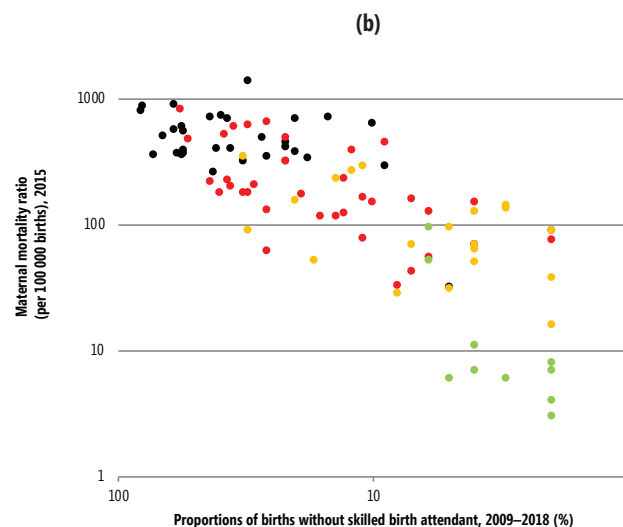 (b)
Maternal mortality ratio
(per 100 000 births), 2015
1000
100
10
1
100
10
Proportions of births without skilled birth attendant, 2009–2018 (%)